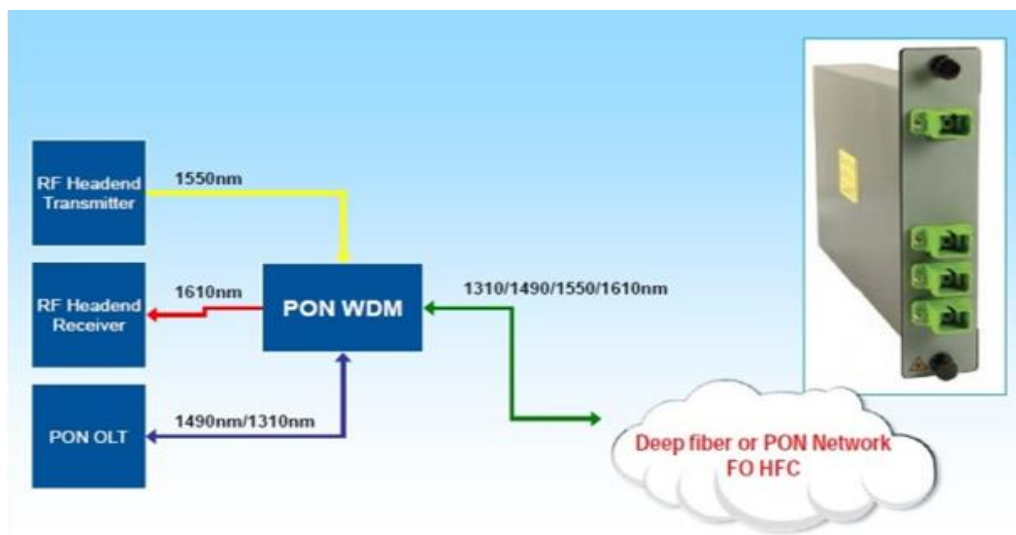 RF Headend
Transmitter
1550nm
RF Headend
Receiver
1610nm
PON WDM
1310/1490/1550/1610nm
PON OLT
1490nm/1310nm
Deep fiber or PON Network
FO HFC